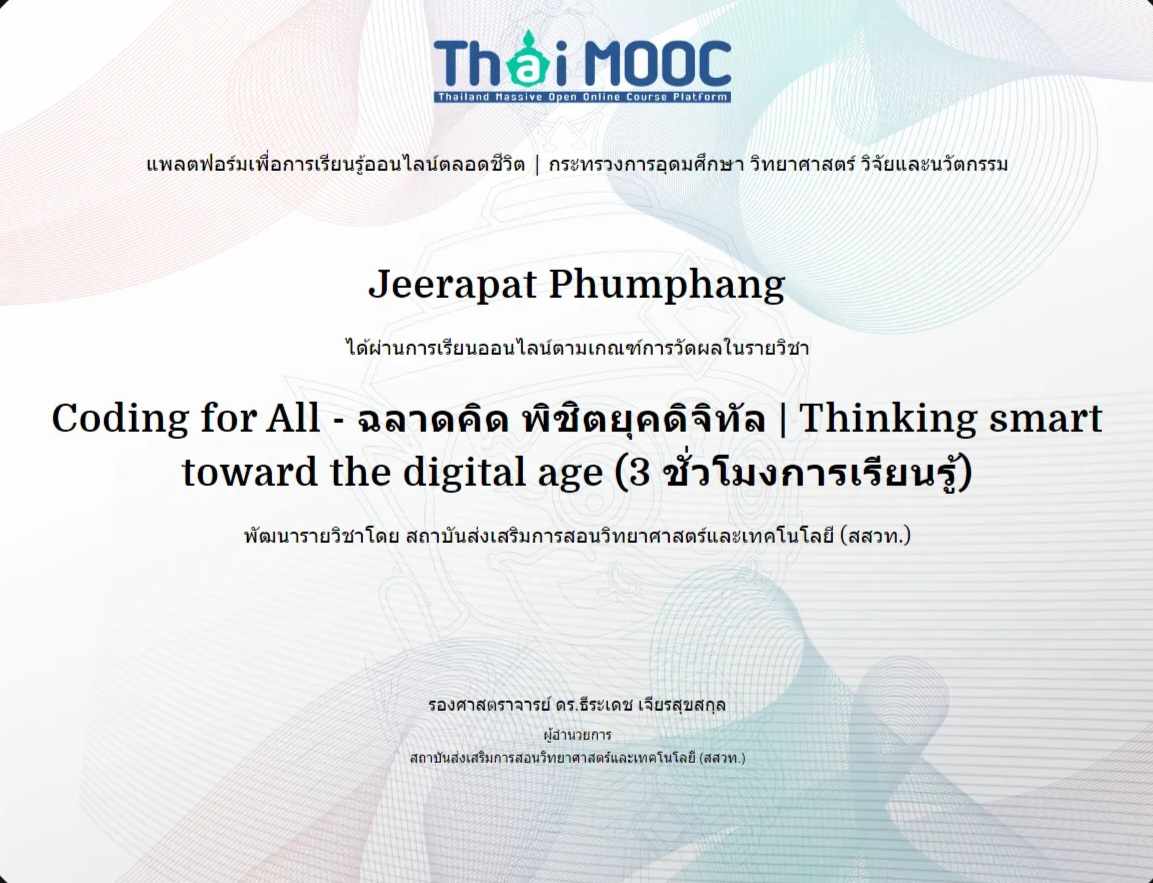 Thai MOOC
Thailand Massive Open Online Course Platform
แพลตฟอร์มเพื่อการเรียนรู้ออนไลน์ตลอดชีวิต | กระทรวงการอุดมศึกษา วิทยาศาสตร์ วิจัยและนวัตกรรม
Jeerapat Phumphang
ได้ผ่านการเรียนออนไลน์ตามเกณฑ์การวัดผลในรายวิชา
Coding for All - ฉลาดคิด พิชิตยุคดิจิทัล | Thinking smart
toward the digital age (3 ชั่วโมงการเรียนรู้)
พัฒนารายวิชาโดย สถาบันส่งเสริมการสอนวิทยาศาสตร์และเทคโนโลยี (สสวท.)
รองศาสตราจารย์ ดร.ธีระเดช เจียรสุขสกุล
ผู้อำนวยการ
สถาบันส่งเสริมการสอนวิทยาศาสตร์และเทคโนโลยี (สสวท.)